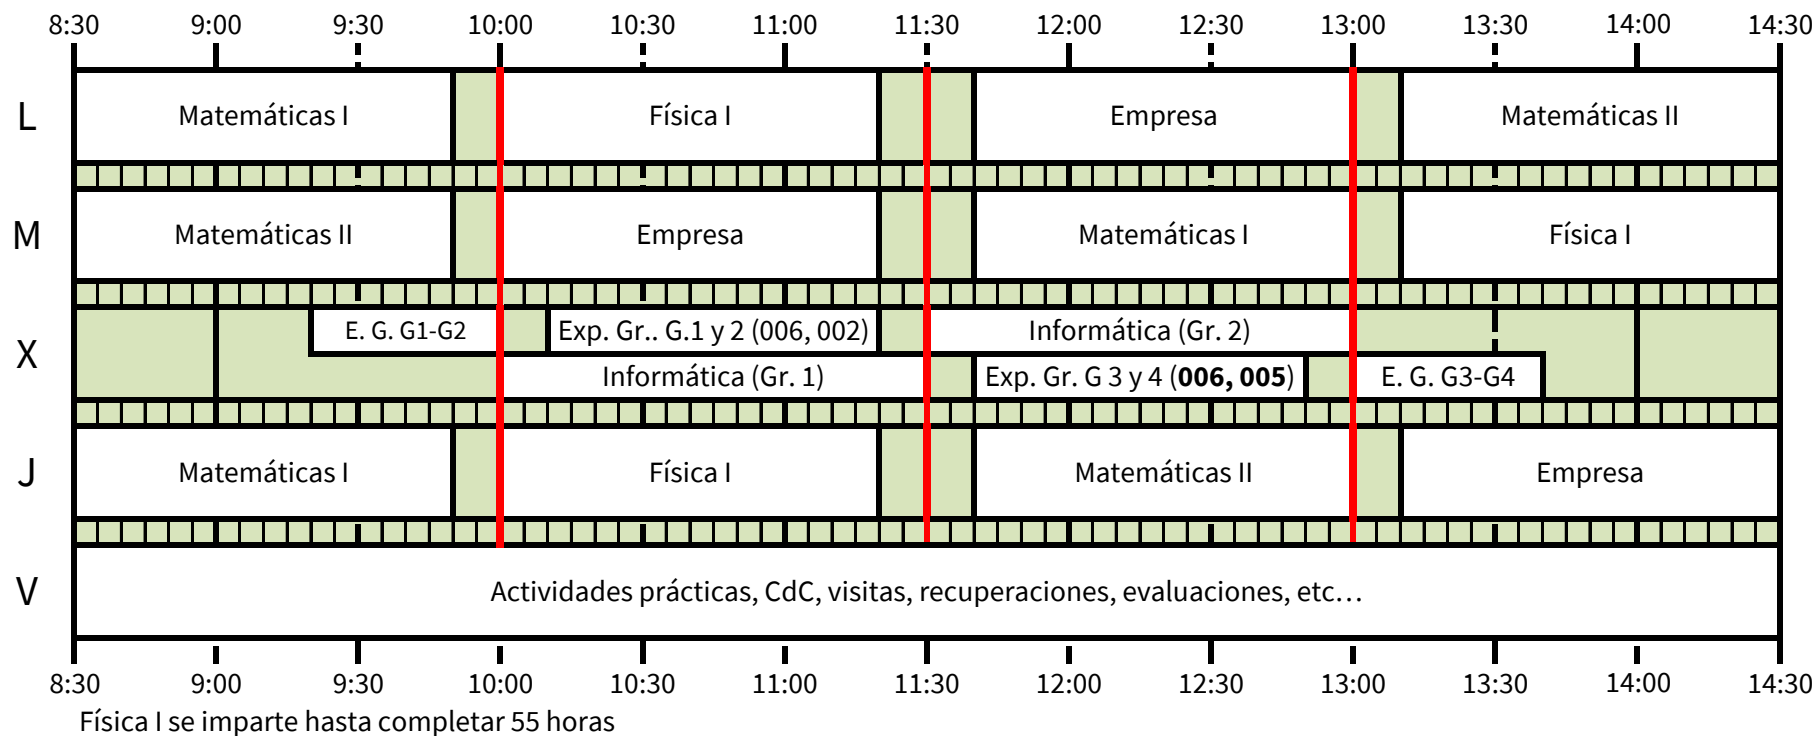 8:30 9:00 9:30 10:00 10:30 11:00 11:30 12:00 12:30 13:00 13:30 14:00 14:30
L Matemáticas I Física I Empresa Matemáticas II
M Matemáticas II Empresa Matemáticas I Física I
E. G. G1-G2 Exp. Gr.. G.1 y 2 (006, 002) Informática (Gr. 2)
X
Informática (Gr. 1) Exp. Gr. G 3 y 4 (006, 005) E. G. G3-G4
J Matemáticas I Física I Matemáticas II Empresa
V Actividades prácticas, CdC, visitas, recuperaciones, evaluaciones, etc...
8:30 9:00 9:30 10:00 10:30 11:00 11:30 12:00 12:30 13:00 13:30 14:00 14:30
Física I se imparte hasta completar 55 horas